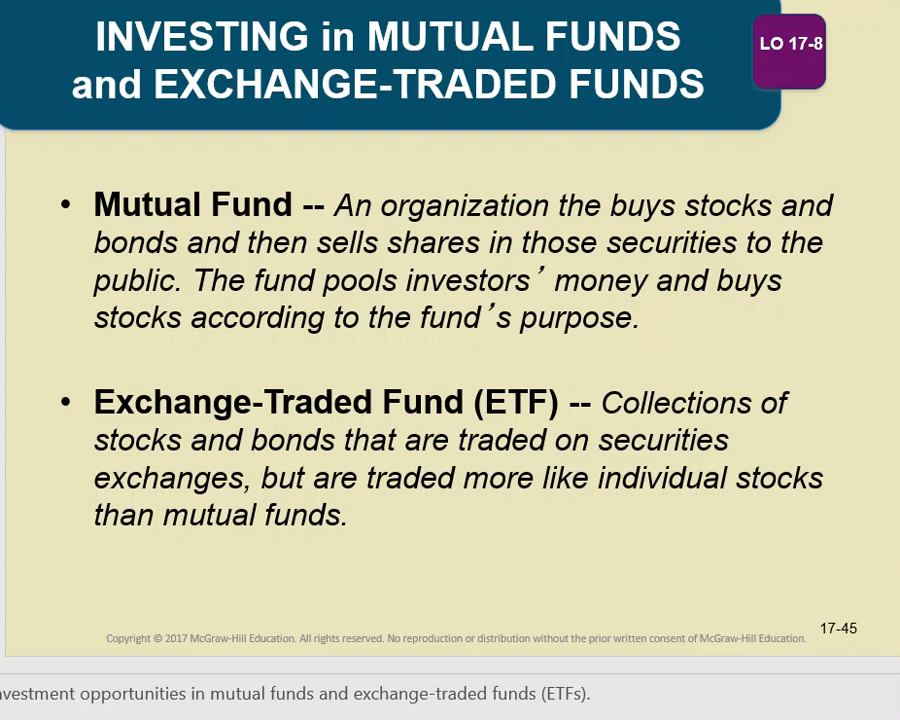 INVESTING in MUTUAL FUNDS
and EXCHANGE-TRADED FUNDS
LO 17-8
• Mutual Fund -- An organization the buys stocks and
bonds and then sells shares in those securities to the
public. The fund pools investors’ money and buys
stocks according to the fund’s purpose.
• Exchange-Traded Fund (ETF) -- Collections of
stocks and bonds that are traded on securities
exchanges, but are traded more like individual stocks
than mutual funds.
17-45
Copyright © 2017 McGraw-Hill Education. All rights reserved. No reproduction or distribution without the prior written consent of McGraw-Hill Education.
nvestment opportunities in mutual funds and exchange-traded funds (ETFs).